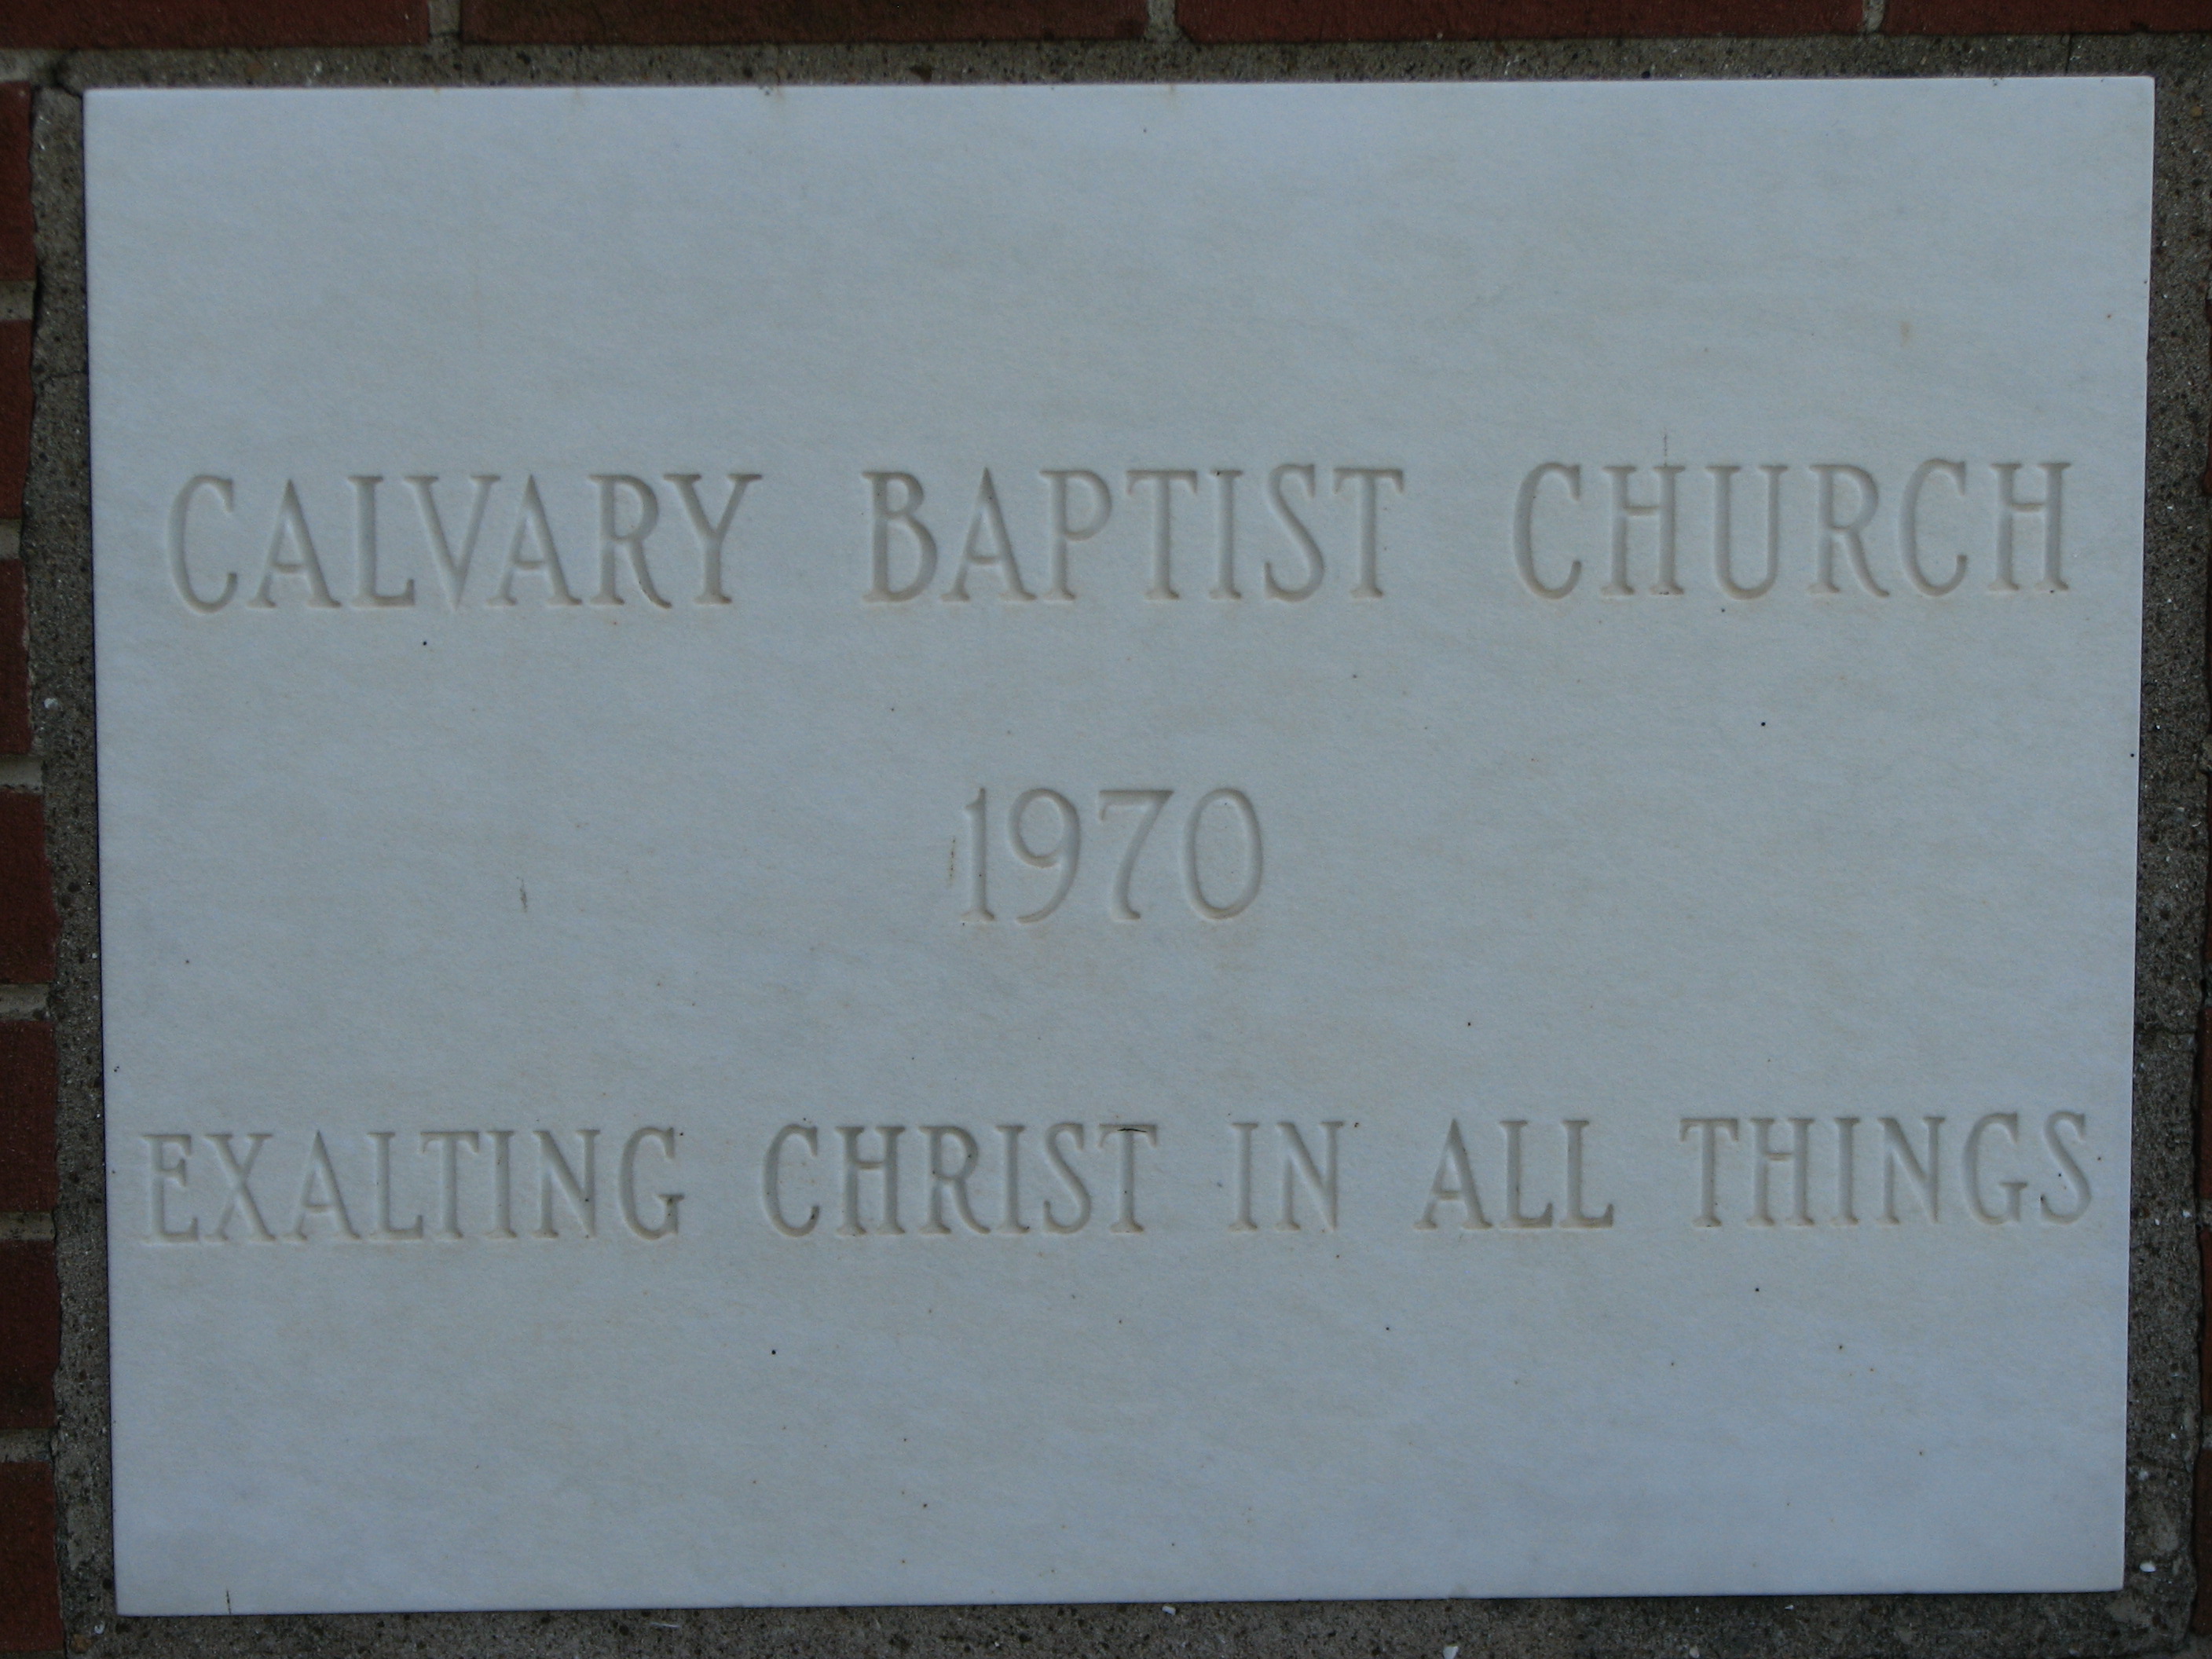 CALVARY BAPTIST CHURCH
1970
EXALTING CHRIST IN ALL THINGS